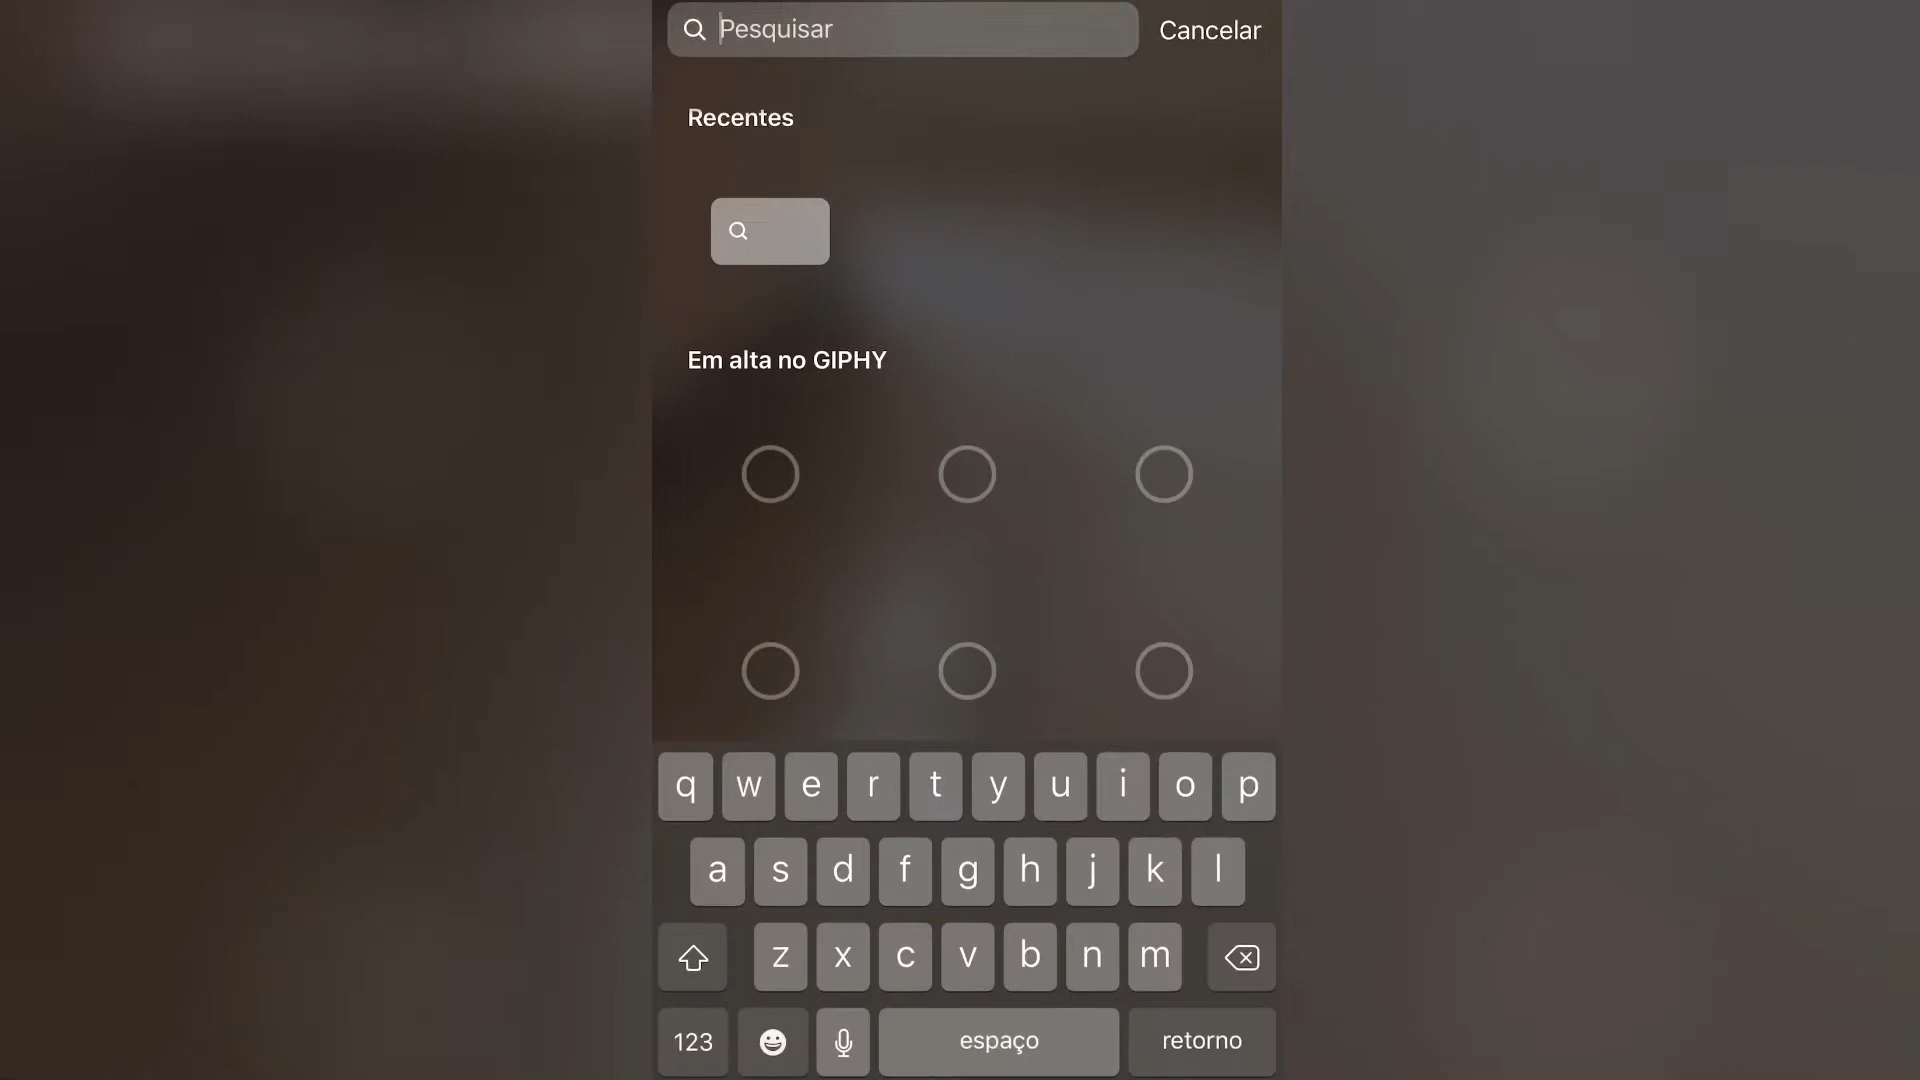 Pesquisar
Cancelar
Recentes
Em alta no GIPHY
q w e r t y u i o p
a s d f g h j k l
z x c v b n m
123
espaço
retorno